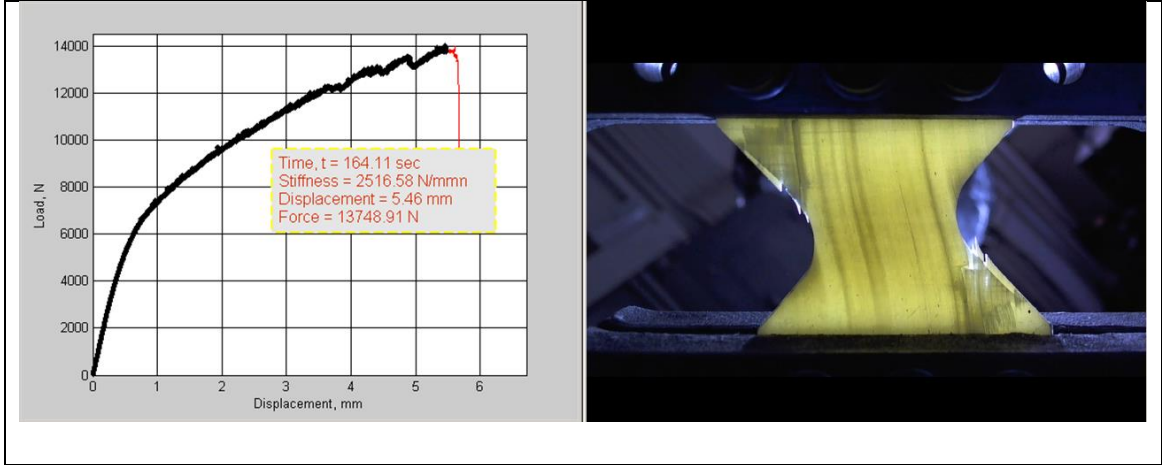 14000
12000
10000
8000
6000
4000
2000
0
Load, N
Time, t = 164.11 sec
Stiffness = 2516.58 N/mmn
Displacement = 5.46 mm
Force = 13748.91 N
0 1 2 3 4 5 6
Displacement, mm